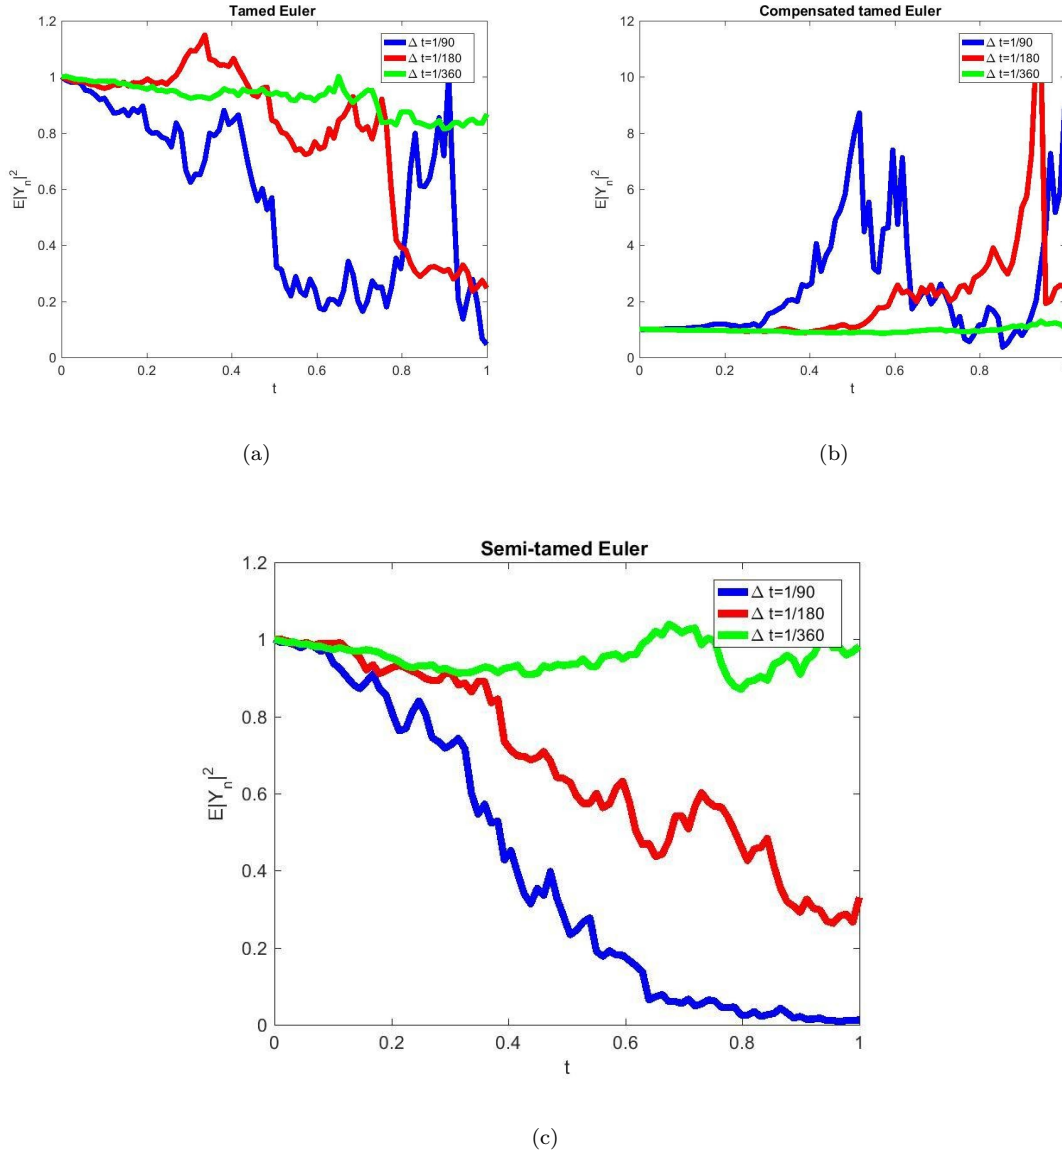 Tamed Euler
1.2
1
0.8
0.6
0.4
0.2
0
E|Y_n|^2
0 0.2 0.4 0.6 0.8 1
t
Δ t=1/90
Δ t=1/180
Δ t=1/360
(a)
Compensated tamed Euler
12
10
8
6
4
2
0
E|Y_n|^2
0 0.2 0.4 0.6 0.8 1
t
Δ t=1/90
Δ t=1/180
Δ t=1/360
(b)
Semi-tamed Euler
1.2
1
0.8
0.6
0.4
0.2
0
E|Y_n|^2
0 0.2 0.4 0.6 0.8 1
t
Δ t=1/90
Δ t=1/180
Δ t=1/360
(c)